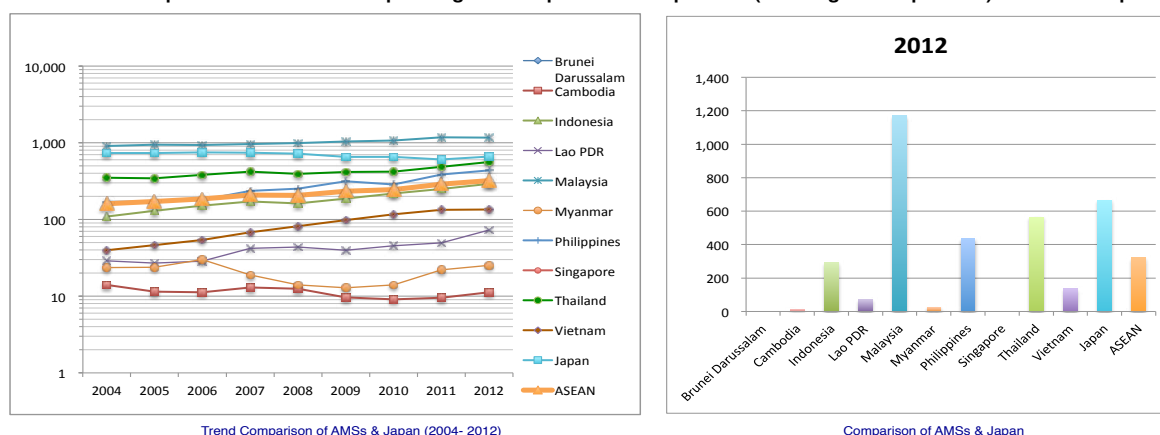 10,000
1,000
100
10
1
2004 2005 2006 2007 2008 2009 2010 2011 2012
Brunei
Darussalam
Cambodia
Indonesia
Lao PDR
Malaysia
Myanmar
Philippines
Singapore
Thailand
Vietnam
Japan
ASEAN
Trend Comparison of AMSs & Japan (2004- 2012)
2012
1,400
1,200
1,000
800
600
400
200
0
Brunei Darussalam
Cambodia
Indonesia
Lao PDR
Malaysia
Myanmar
Philippines
Singapore
Thailand
Vietnam
Japan
ASEAN
Comparison of AMSs & Japan